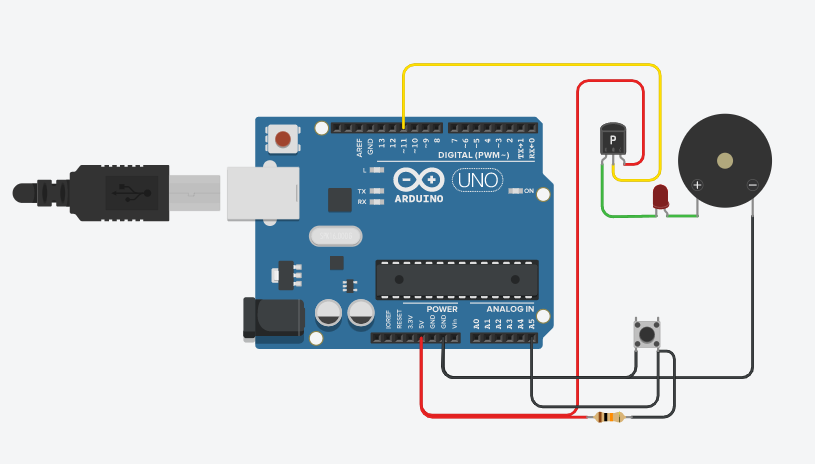 AREF
GND
13
12
~11
~10
~9
8
7
~6
~5
4
~3
2
TX→1
RX←0
DIGITAL (PWM~)
L
TX
RX
UNO
ARDUINO
ON
P
+
−
POWER
ANALOG IN
IOREF
RESET
3.3V
5V
GND
GND
Vin
A0
A1
A2
A3
A4
A5